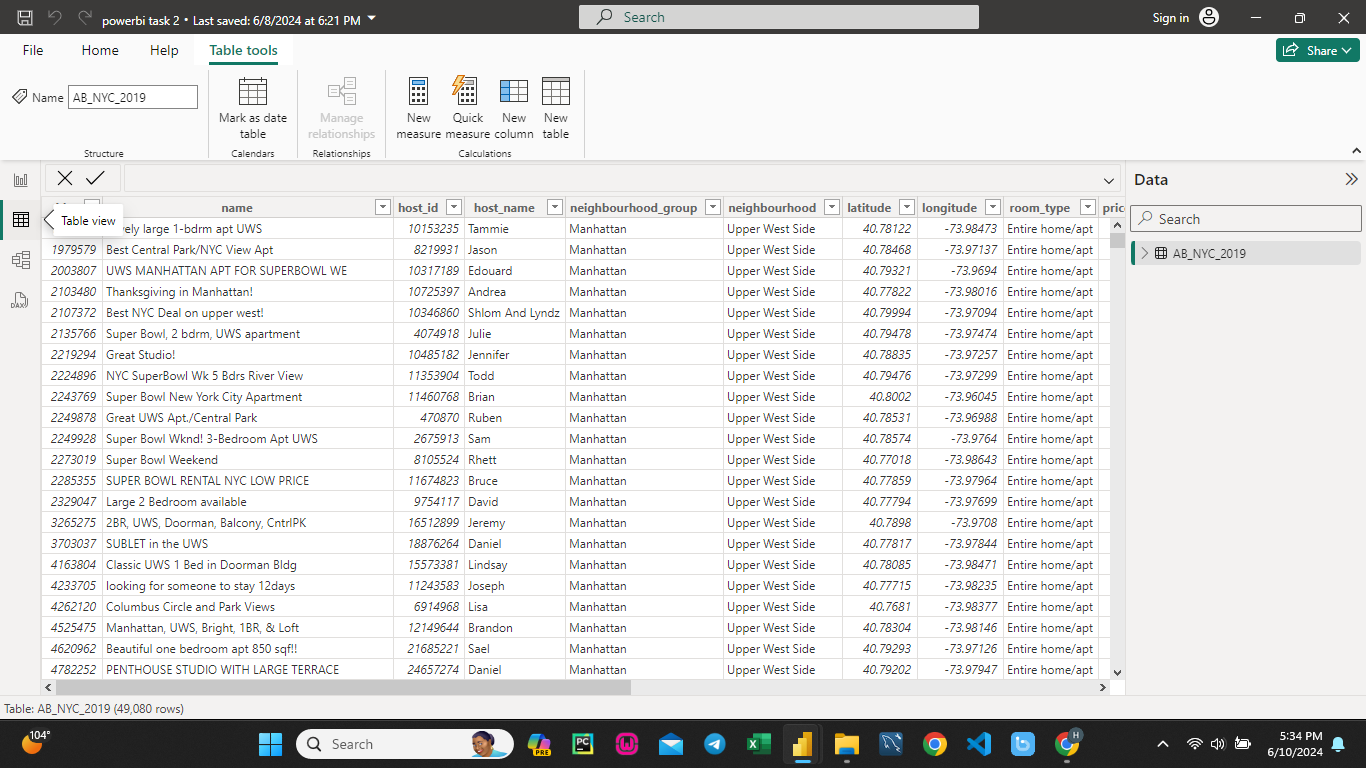 powerbi task 2 • Last saved: 6/8/2024 at 6:21 PM
Search
Sign in
File Home Help Table tools
Share
Name AB_NYC_2019
Mark as date table
Manage relationships
New measure
Quick measure
New column
New table
Structure Calendars Relationships Calculations
Data
Search
AB_NYC_2019
Table view
name host_id host_name neighbourhood_group neighbourhood latitude longitude room_type
large 1-bdrm apt UWS 10153235 Tammie Manhattan Upper West Side 40.78122 -73.98473 Entire home/apt
1979579 Best Central Park/NYC View Apt 8219931 Jason Manhattan Upper West Side 40.78468 -73.97137 Entire home/apt
2003807 UWS MANHATTAN APT FOR SUPERBOWL WE 10317189 Edouard Manhattan Upper West Side 40.79321 -73.9694 Entire home/apt
2103480 Thanksgiving in Manhattan! 10725397 Andrea Manhattan Upper West Side 40.77822 -73.98016 Entire home/apt
2107372 Best NYC Deal on upper west! 10346860 Shlom And Lyndz Manhattan Upper West Side 40.79994 -73.97094 Entire home/apt
2135766 Super Bowl, 2 bdrm, UWS apartment 4074918 Julie Manhattan Upper West Side 40.79478 -73.97474 Entire home/apt
2219294 Great Studio! 10485182 Jennifer Manhattan Upper West Side 40.78835 -73.97257 Entire home/apt
2224896 NYC SuperBowl Wk 5 Bdrs River View 11353904 Todd Manhattan Upper West Side 40.79476 -73.97299 Entire home/apt
2243769 Super Bowl New York City Apartment 11460768 Brian Manhattan Upper West Side 40.8002 -73.96045 Entire home/apt
2249878 Great UWS Apt./Central Park 470870 Ruben Manhattan Upper West Side 40.78531 -73.96988 Entire home/apt
2249928 Super Bowl Wknd! 3-Bedroom Apt UWS 2675913 Sam Manhattan Upper West Side 40.78574 -73.9764 Entire home/apt
2273019 Super Bowl Weekend 8105524 Rhett Manhattan Upper West Side 40.77018 -73.98643 Entire home/apt
2285355 SUPER BOWL RENTAL NYC LOW PRICE 11674823 Bruce Manhattan Upper West Side 40.77859 -73.97964 Entire home/apt
2329047 Large 2 Bedroom available 9754117 David Manhattan Upper West Side 40.77794 -73.97699 Entire home/apt
3265275 2BR, UWS, Doorman, Balcony, CntrlPK 16512899 Jeremy Manhattan Upper West Side 40.7898 -73.9708 Entire home/apt
3703037 SUBLET in the UWS 18876264 Daniel Manhattan Upper West Side 40.77817 -73.97844 Entire home/apt
4163804 Classic UWS 1 Bed in Doorman Bldg 15573381 Lindsay Manhattan Upper West Side 40.78085 -73.98471 Entire home/apt
4233705 looking for someone to stay 12days 11243583 Joseph Manhattan Upper West Side 40.77715 -73.98235 Entire home/apt
4262120 Columbus Circle and Park Views 6914968 Lisa Manhattan Upper West Side 40.7681 -73.98377 Entire home/apt
4525475 Manhattan, UWS, Bright, 1BR, & Loft 12149644 Brandon Manhattan Upper West Side 40.78304 -73.98146 Entire home/apt
4620962 Beautiful one bedroom apt 850 sqf!! 21685221 Sael Manhattan Upper West Side 40.79293 -73.97126 Entire home/apt
4782252 PENTHOUSE STUDIO WITH LARGE TERRACE 24657274 Daniel Manhattan Upper West Side 40.79202 -73.97947 Entire home/apt
Table: AB_NYC_2019 (49,080 rows)
104°
Search
PRE
PC
H
5:34 PM
6/10/2024